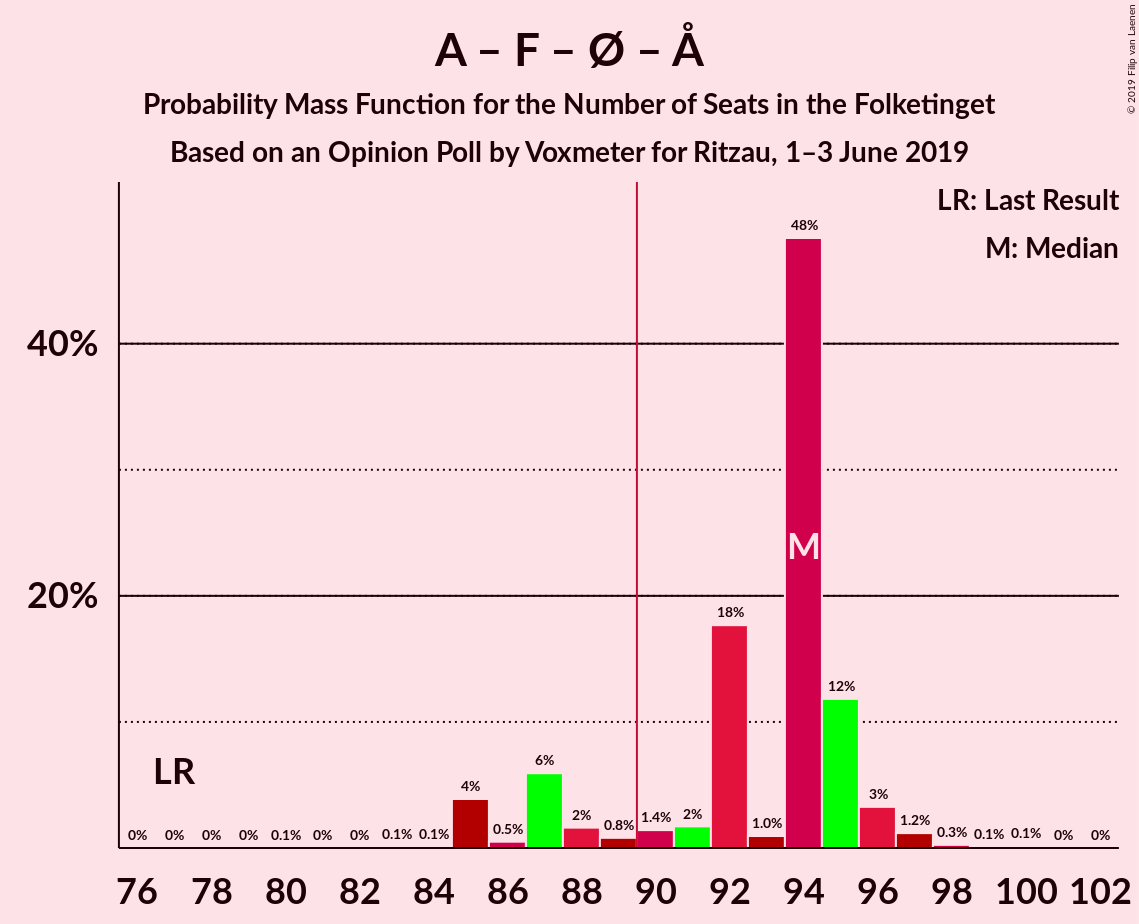 A – F – Ø – Å
Probability Mass Function for the Number of Seats in the Folketinget
Based on an Opinion Poll by Voxmeter for Ritzau, 1–3 June 2019
© 2019 Filip van Laenen
LR: Last Result
M: Median
40%
20%
LR
M
0% 0% 0% 0% 0.1% 0% 0% 0.1% 0.1% 4% 0.5% 6% 2% 0.8% 1.4% 2% 18% 1.0% 48% 12% 3% 1.2% 0.3% 0.1% 0.1% 0% 0%
76 78 80 82 84 86 88 90 92 94 96 98 100 102